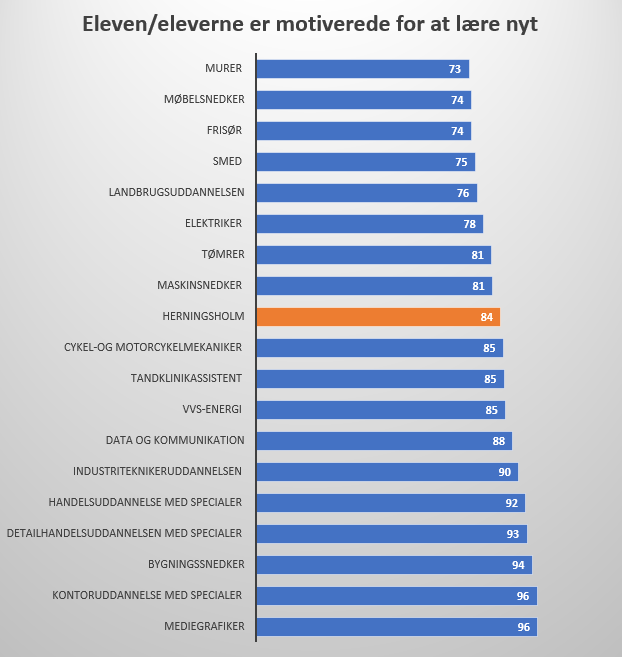 Eleven/eleverne er motiverede for at lære nyt
MURER 73
MØBELSNEDKER 74
FRISØR 74
SMED 75
LANDBRUGSUDDANNELSEN 76
ELEKTRIKER 78
TØMRER 81
MASKINSNEDKER 81
HERNINGSHOLM 84
CYKEL-OG MOTORCYKELMEKANIKER 85
TANDKLINIKASSISTENT 85
VVS-ENERGI 85
DATA OG KOMMUNIKATION 88
INDUSTRITEKNIKERUDDANNELSEN 90
HANDELSUDDANNELSE MED SPECIALER 92
DETAILHANDELSUDDANNELSEN MED SPECIALER 93
BYGNINGSSNEDKER 94
KONTORUDDANNELSE MED SPECIALER 96
MEDIEGRAFIKER 96